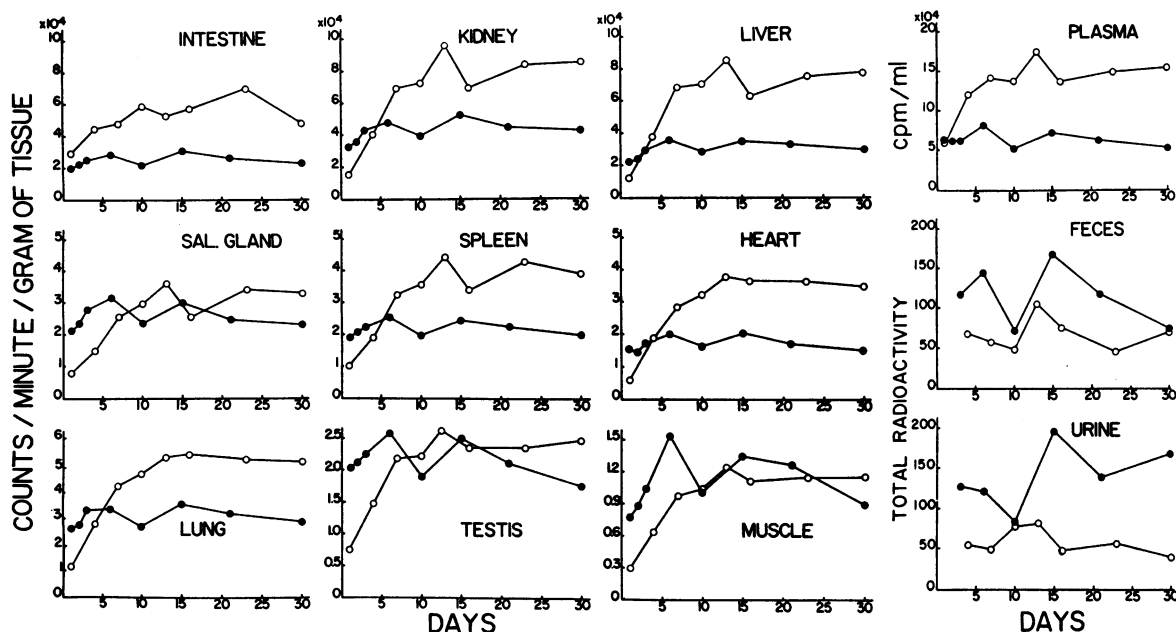 COUNTS / MINUTE / GRAM OF TISSUE
x10⁴
INTESTINE
10
8
6
4
2
0
5 10 15 20 25 30
x10⁴
KIDNEY
10
8
6
4
2
0
5 10 15 20 25 30
x10⁴
LIVER
10
8
6
4
2
0
5 10 15 20 25 30
cpm/ml
x10⁴
PLASMA
20
15
10
5
0
5 10 15 20 25 30
SAL. GLAND
5
4
3
2
1
0
5 10 15 20 25 30
SPLEEN
5
4
3
2
1
0
5 10 15 20 25 30
HEART
5
4
3
2
1
0
5 10 15 20 25 30
TOTAL RADIOACTIVITY
FECES
200
150
100
50
0
5 10 15 20 25 30
LUNG
6
5
4
3
2
1
0
5 10 15 20 25 30
TESTIS
2.5
2.0
1.5
1.0
0.5
0
5 10 15 20 25 30
MUSCLE
1.5
1.2
0.9
0.6
0.3
0
5 10 15 20 25 30
URINE
200
150
100
50
0
5 10 15 20 25 30
DAYS
DAYS